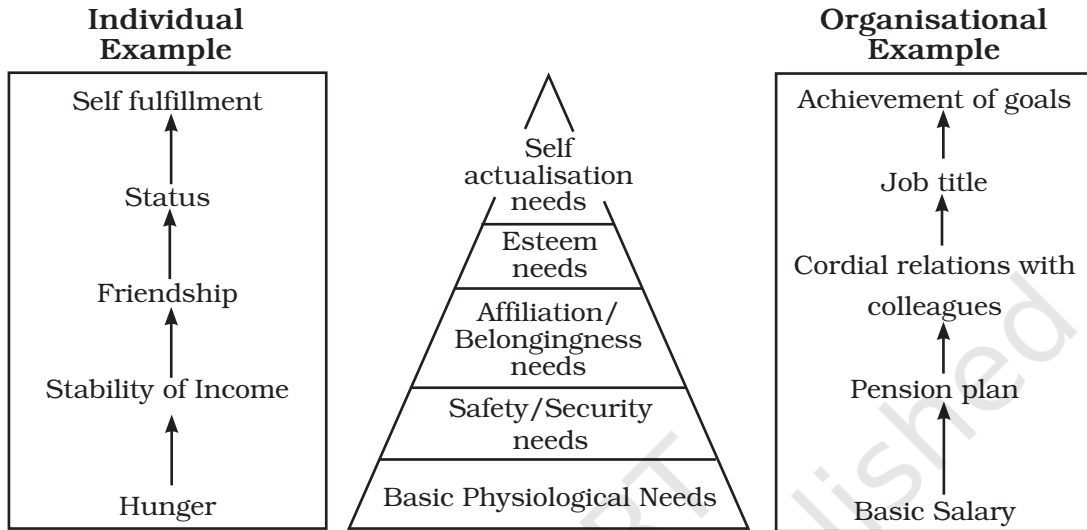 Individual
Example
Self fulfillment
Status
Friendship
Stability of Income
Hunger
Self
actualisation
needs
Esteem
needs
Affiliation/
Belongingness
needs
Safety/Security
needs
Basic Physiological Needs
Organisational
Example
Achievement of goals
Job title
Cordial relations with
colleagues
Pension plan
Basic Salary